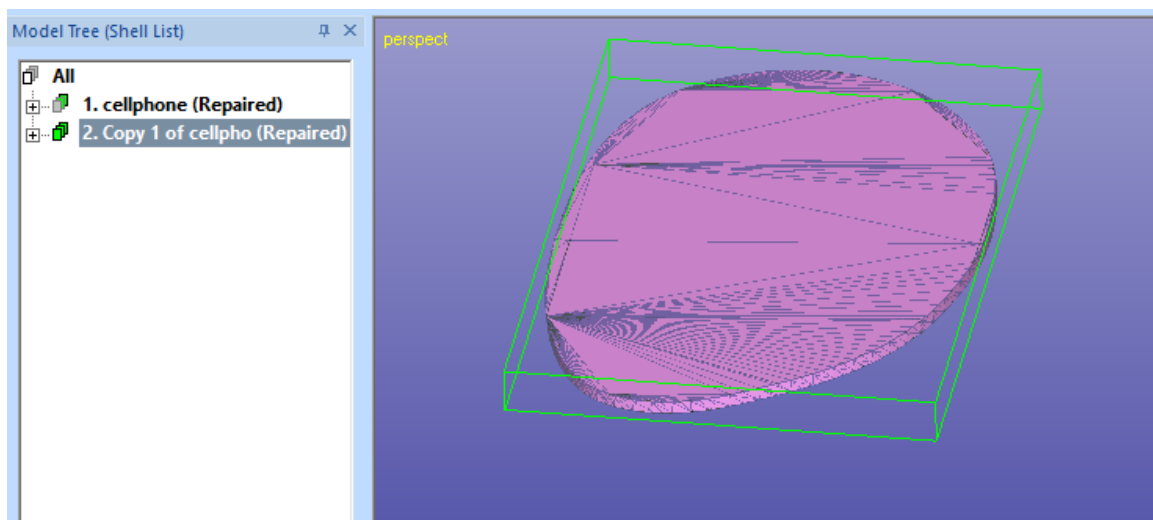 Model Tree (Shell List)
All
1. cellphone (Repaired)
2. Copy 1 of cellpho (Repaired)
perspect